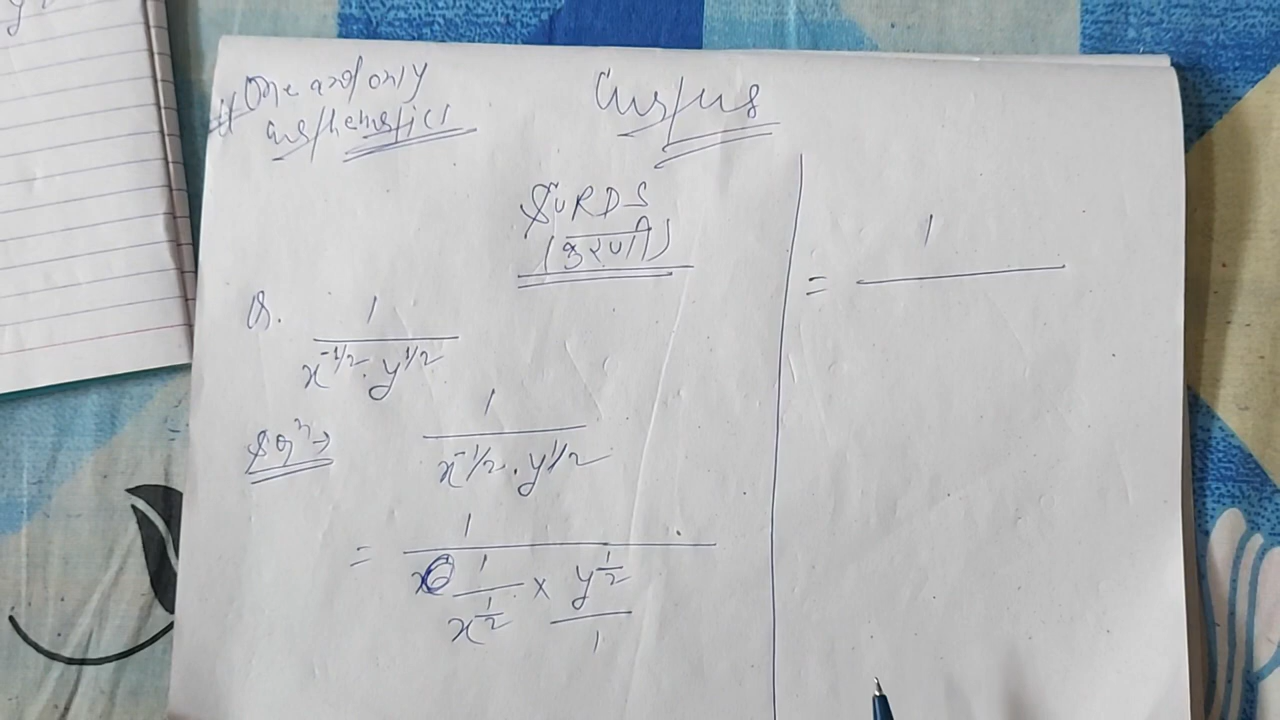 # One and only
mathematics
SURDS
(करणी)
Q. 1
x^-1/2 . y^1/2
Sol^n → 1
x^-1/2 . y^1/2
= 1
1 × y^1/2
x^1/2 1
= 1